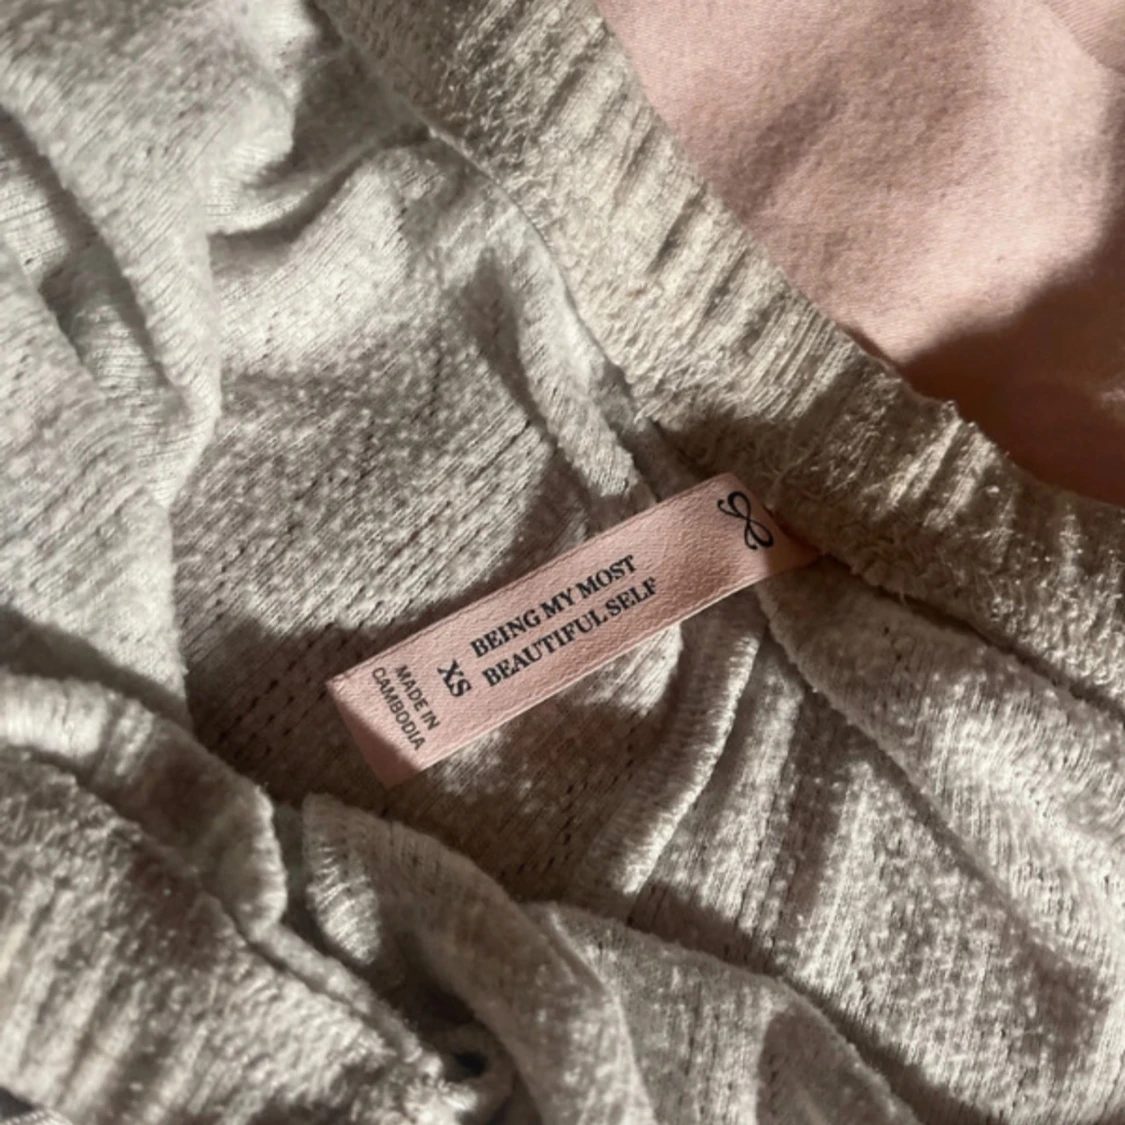 BEING MY MOST
BEAUTIFUL SELF
XS
MADE IN
CAMBODIA